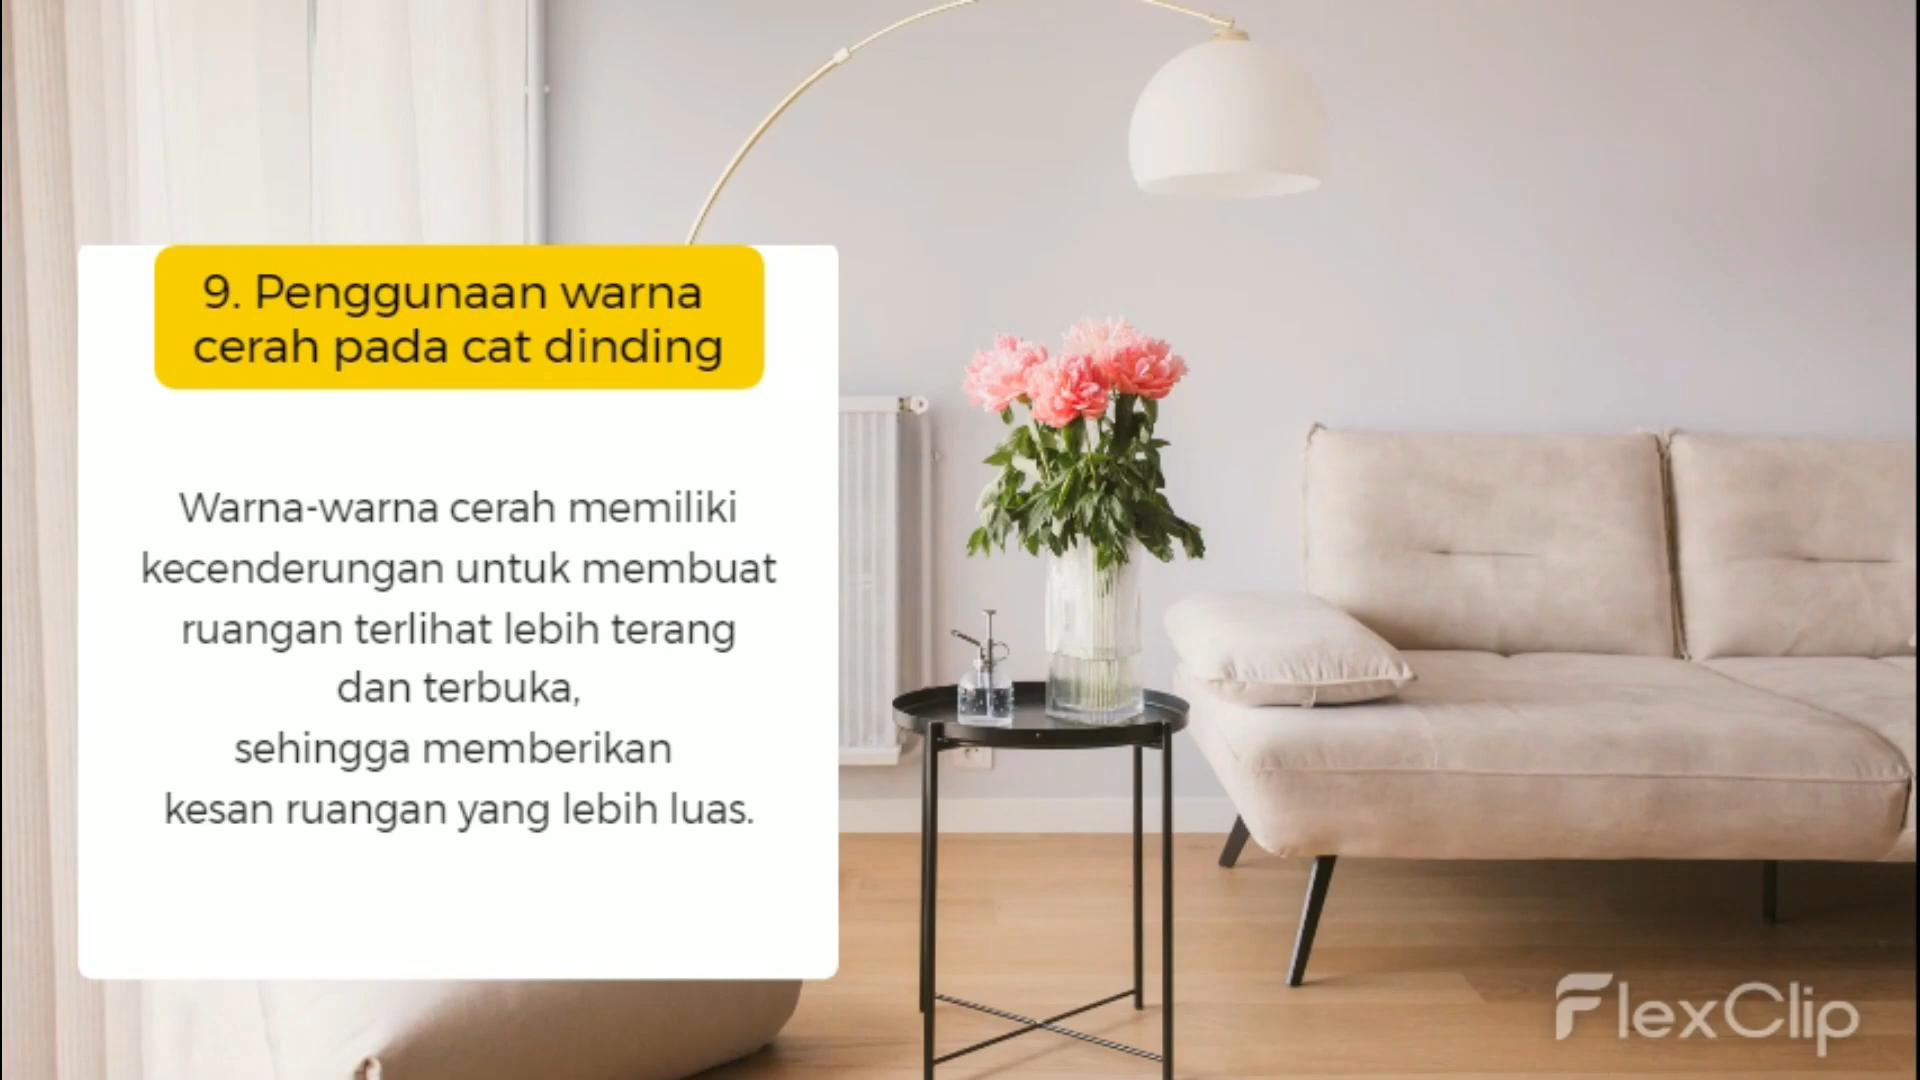 9. Penggunaan warna
cerah pada cat dinding
Warna-warna cerah memiliki
kecenderungan untuk membuat
ruangan terlihat lebih terang
dan terbuka,
sehingga memberikan
kesan ruangan yang lebih luas.
FlexClip